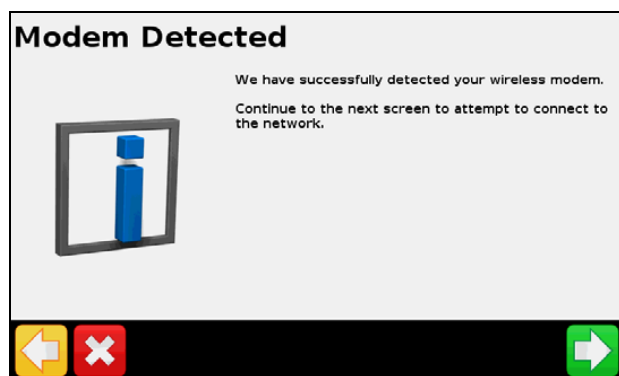 Modem Detected
We have successfully detected your wireless modem.
Continue to the next screen to attempt to connect to
the network.